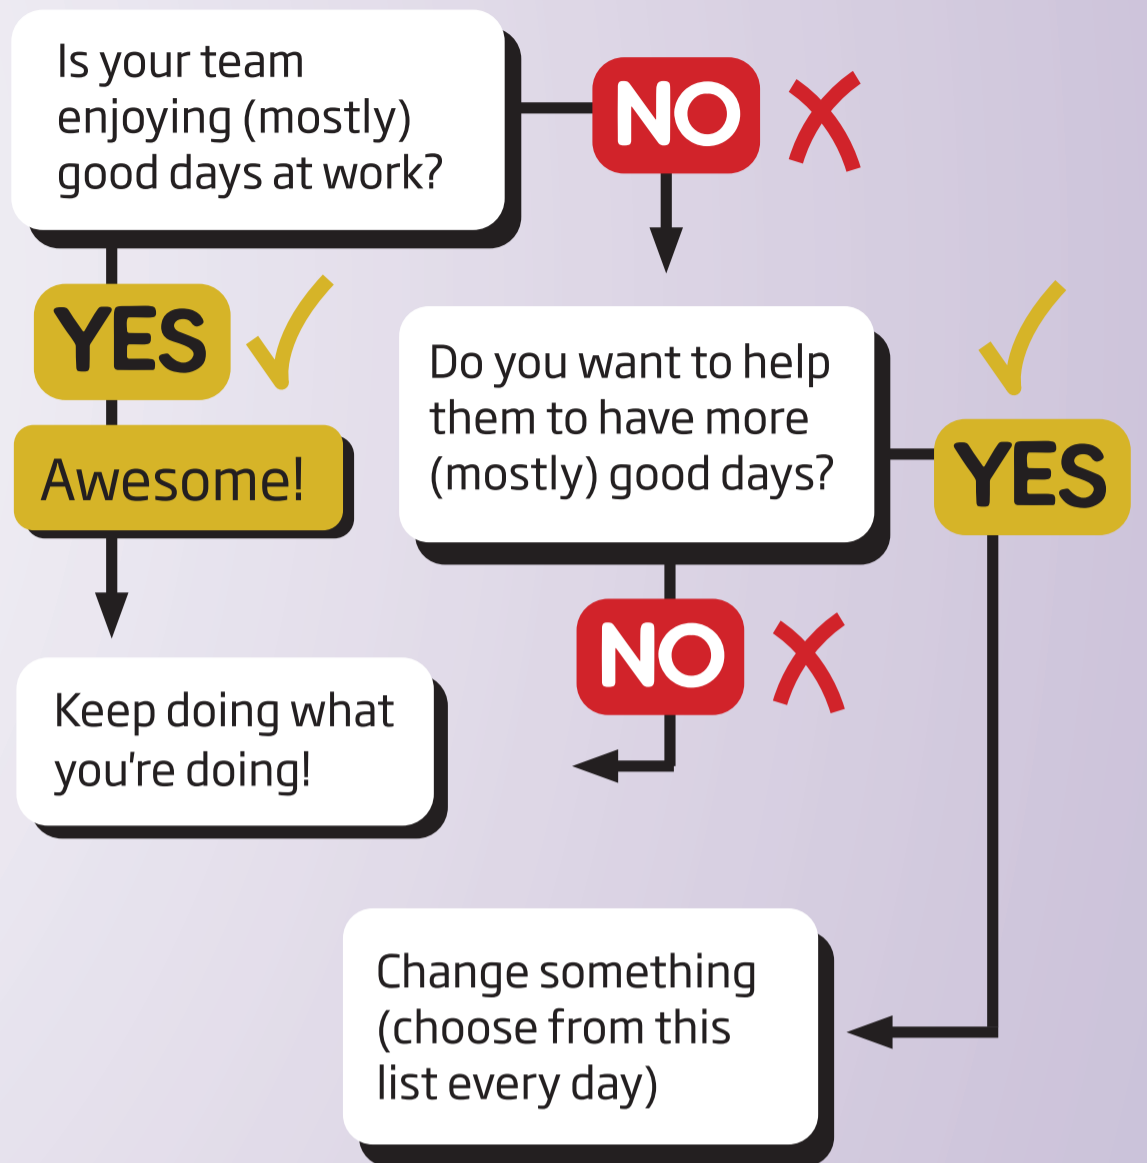 Is your team
enjoying (mostly)
good days at work?
NO
YES
Awesome!
Do you want to help
them to have more
(mostly) good days?
YES
NO
Keep doing what
you're doing!
Change something
(choose from this
list every day)